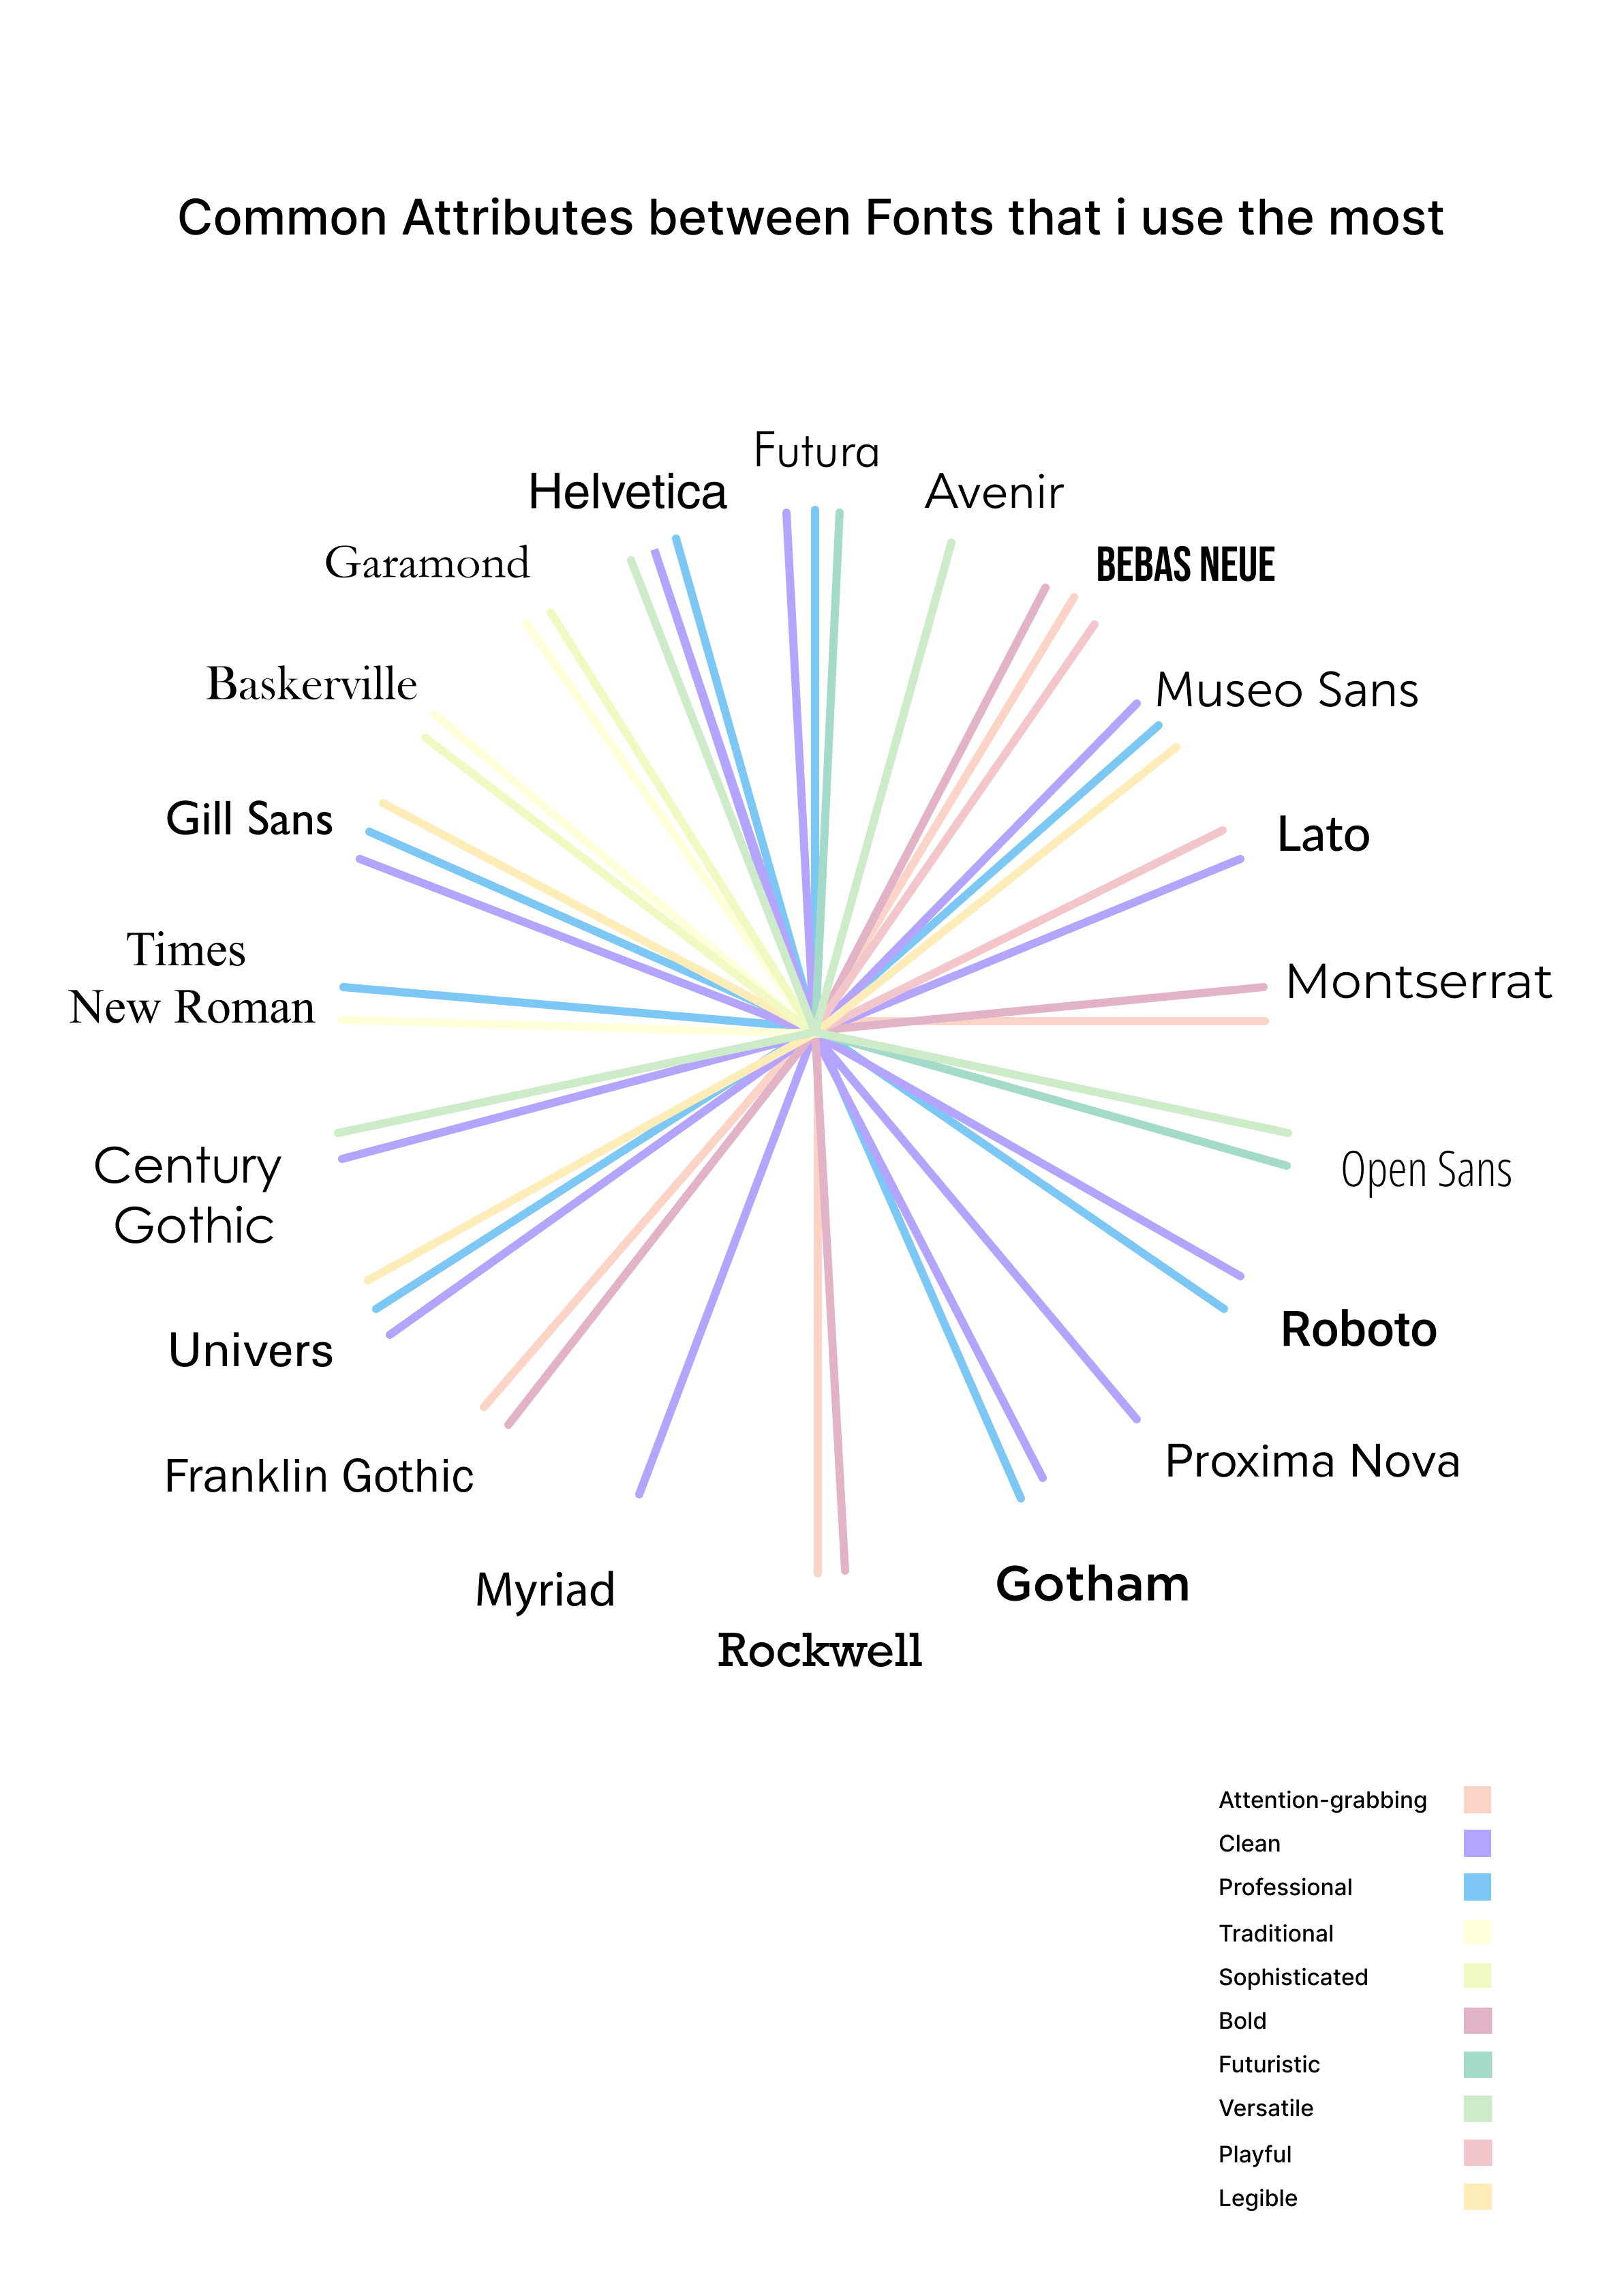 Common Attributes between Fonts that i use the most
Futura
Helvetica
Avenir
Garamond
BEBAS NEUE
Baskerville
Museo Sans
Gill Sans
Lato
Times
New Roman
Montserrat
Century
Gothic
Open Sans
Univers
Roboto
Franklin Gothic
Proxima Nova
Myriad
Gotham
Rockwell
Attention-grabbing
Clean
Professional
Traditional
Sophisticated
Bold
Futuristic
Versatile
Playful
Legible